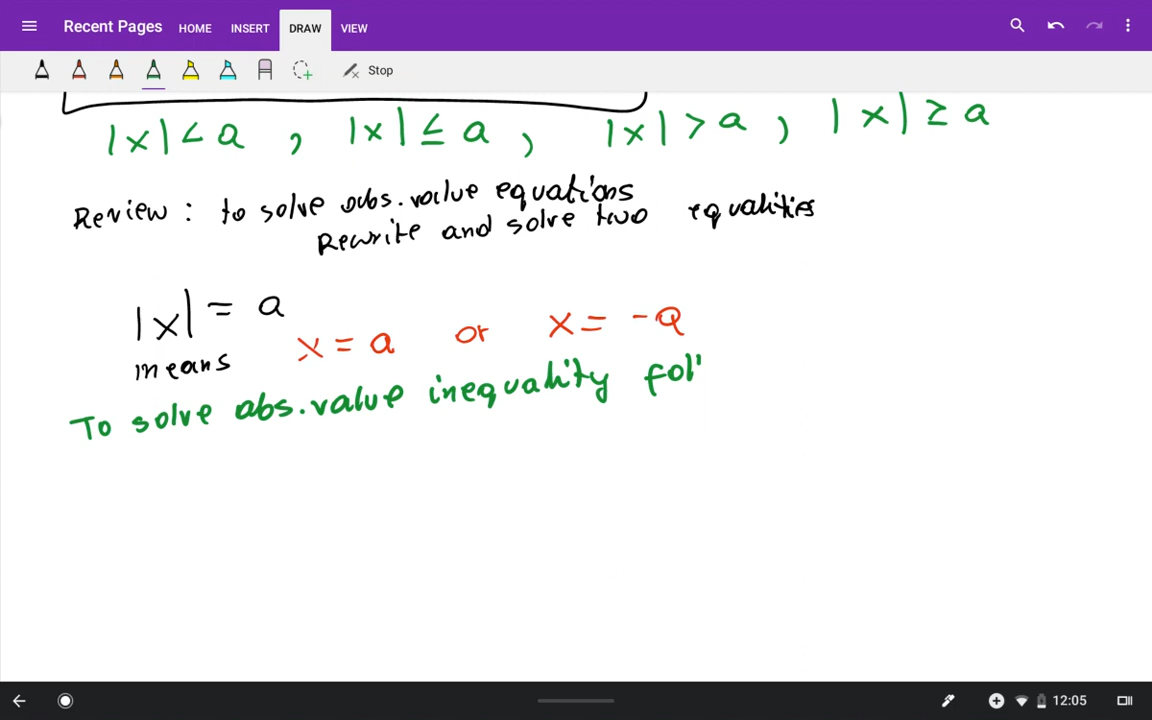 Recent Pages HOME INSERT DRAW VIEW
Stop
|x| < a , |x| ≤ a , |x| > a , |x| ≥ a
Review : to solve abs. value equations
Rewrite and solve two equalities
|x| = a
means x = a or x = -a
To solve abs. value inequality foll
12:05